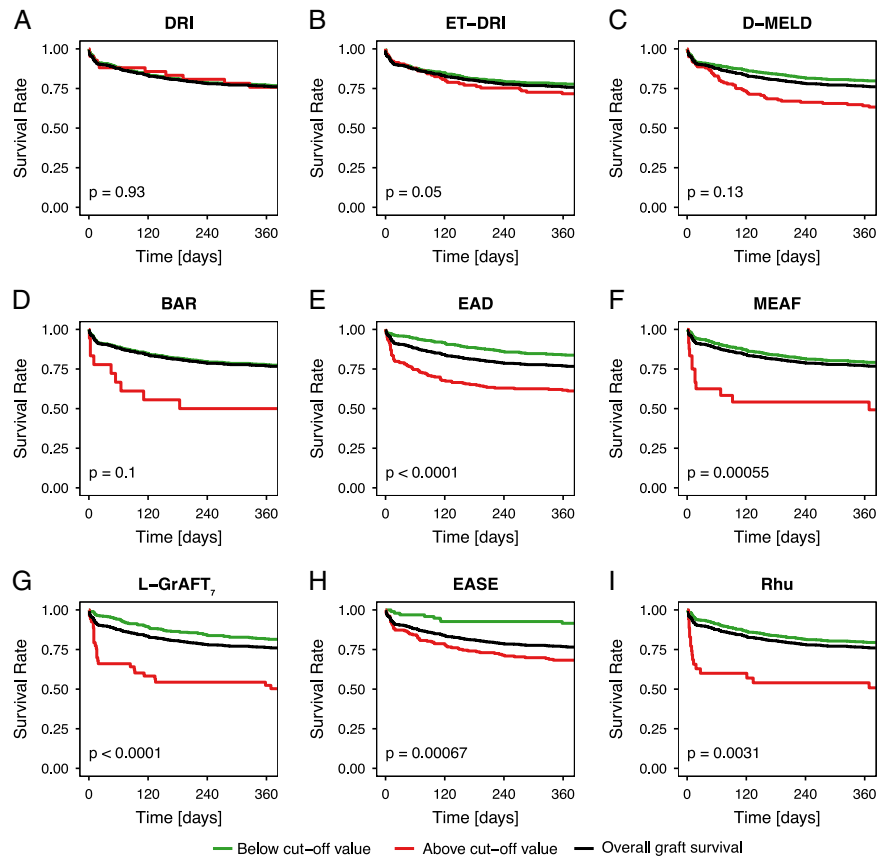 A DRI
B ET−DRI
C D−MELD
Survival Rate
1.00
0.75
0.50
0.25
0.00
p = 0.93
0 120 240 360
Time [days]
Survival Rate
1.00
0.75
0.50
0.25
0.00
p = 0.05
0 120 240 360
Time [days]
Survival Rate
1.00
0.75
0.50
0.25
0.00
p = 0.13
0 120 240 360
Time [days]
D BAR
E EAD
F MEAF
Survival Rate
1.00
0.75
0.50
0.25
0.00
p = 0.1
0 120 240 360
Time [days]
Survival Rate
1.00
0.75
0.50
0.25
0.00
p < 0.0001
0 120 240 360
Time [days]
Survival Rate
1.00
0.75
0.50
0.25
0.00
p = 0.00055
0 120 240 360
Time [days]
G L−GrAFT₇
H EASE
I Rhu
Survival Rate
1.00
0.75
0.50
0.25
0.00
p < 0.0001
0 120 240 360
Time [days]
Survival Rate
1.00
0.75
0.50
0.25
0.00
p = 0.00067
0 120 240 360
Time [days]
Survival Rate
1.00
0.75
0.50
0.25
0.00
p = 0.0031
0 120 240 360
Time [days]
Below cut−off value Above cut−off value Overall graft survival